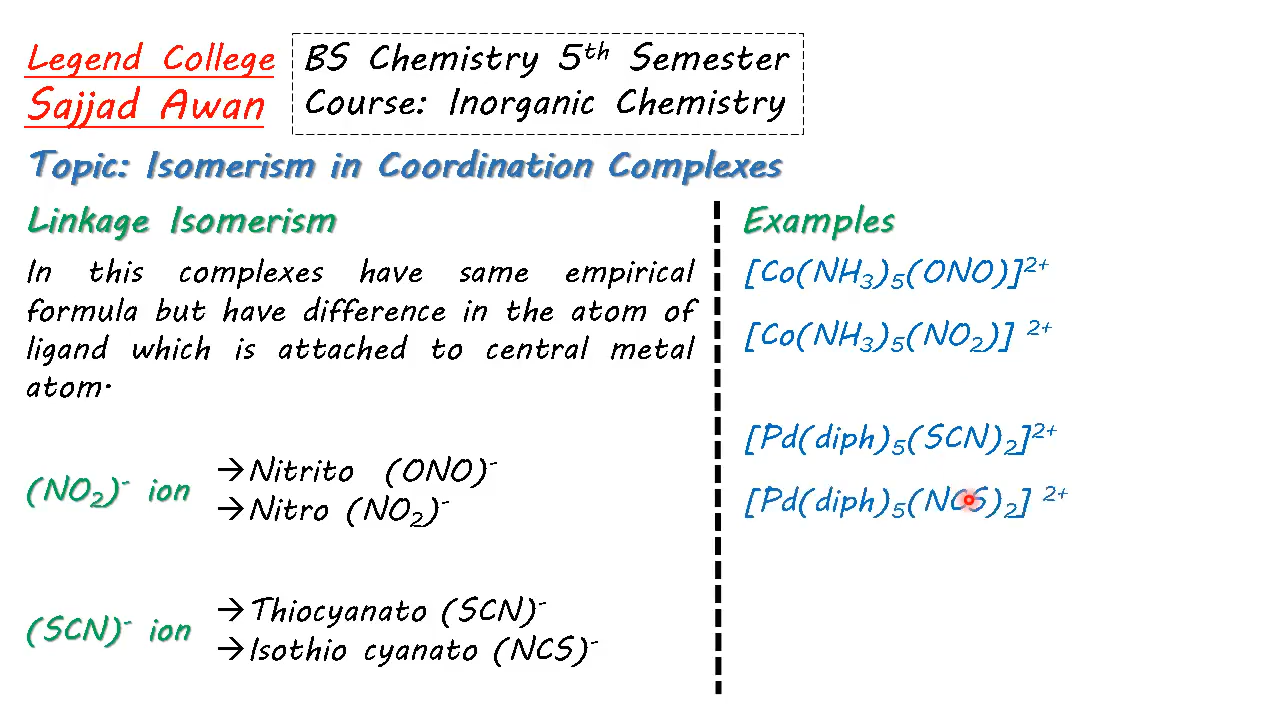 Legend College
Sajjad Awan
BS Chemistry 5th Semester
Course: Inorganic Chemistry
Topic: Isomerism in Coordination Complexes
Linkage Isomerism
In this complexes have same empirical
formula but have difference in the atom of
ligand which is attached to central metal
atom.
(NO₂)⁻ ion
→Nitrito (ONO)⁻
→Nitro (NO₂)⁻
(SCN)⁻ ion
→Thiocyanato (SCN)⁻
→Isothio cyanato (NCS)⁻
Examples
[Co(NH₃)₅(ONO)]²⁺
[Co(NH₃)₅(NO₂)] ²⁺
[Pd(diph)₅(SCN)₂]²⁺
[Pd(diph)₅(NCS)₂] ²⁺